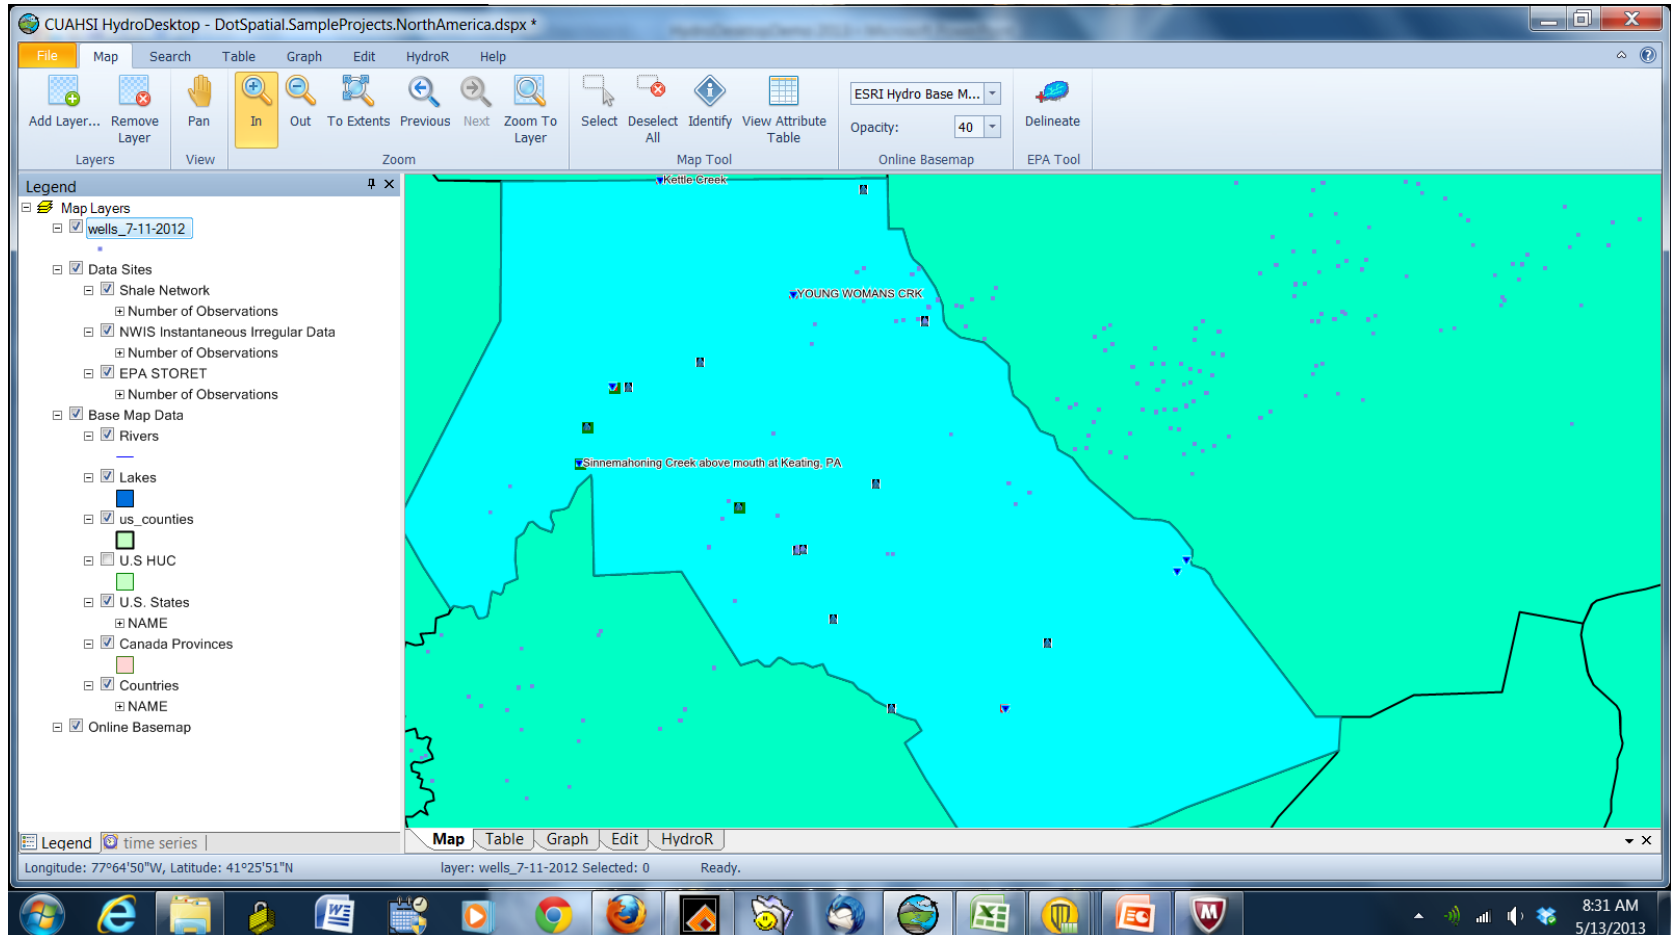 CUAHSI HydroDesktop - DotSpatial.SampleProjects.NorthAmerica.dspx *
File Map Search Table Graph Edit HydroR Help
Add Layer... Remove Layer Pan In Out To Extents Previous Next Zoom To Layer Select Deselect All Identify View Attribute Table
ESRI Hydro Base M...
Opacity: 40
Delineate
Layers View Zoom Map Tool Online Basemap EPA Tool
Legend
Map Layers
wells_7-11-2012
Data Sites
Shale Network
Number of Observations
NWIS Instantaneous Irregular Data
Number of Observations
EPA STORET
Number of Observations
Base Map Data
Rivers
Lakes
us_counties
U.S HUC
U.S. States
NAME
Canada Provinces
Countries
NAME
Online Basemap
Legend time series
Kettle Creek
YOUNG WOMANS CRK
Sinnemahoning Creek above mouth at Keating, PA
Map Table Graph Edit HydroR
Longitude: 77°64'50"W, Latitude: 41°25'51"N layer: wells_7-11-2012 Selected: 0 Ready.
8:31 AM
5/13/2013